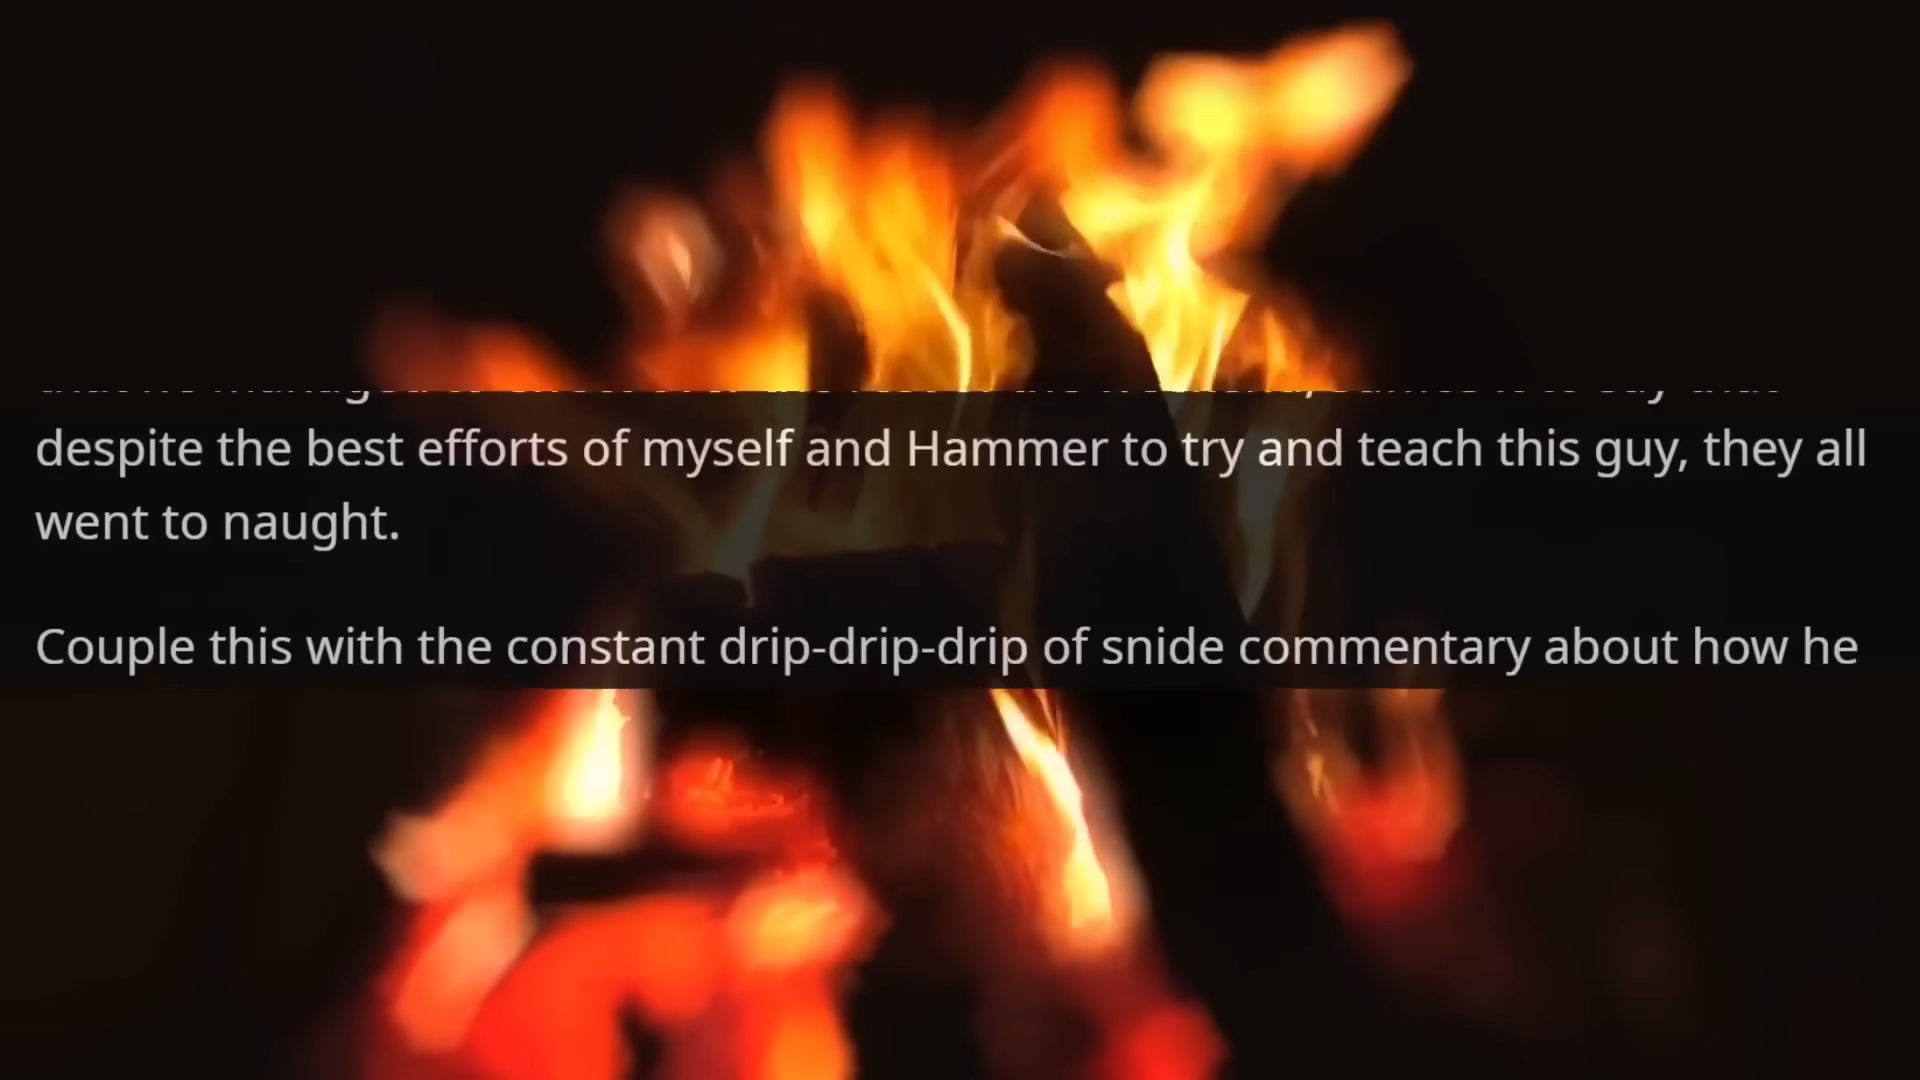 despite the best efforts of myself and Hammer to try and teach this guy, they all
went to naught.
Couple this with the constant drip-drip-drip of snide commentary about how he